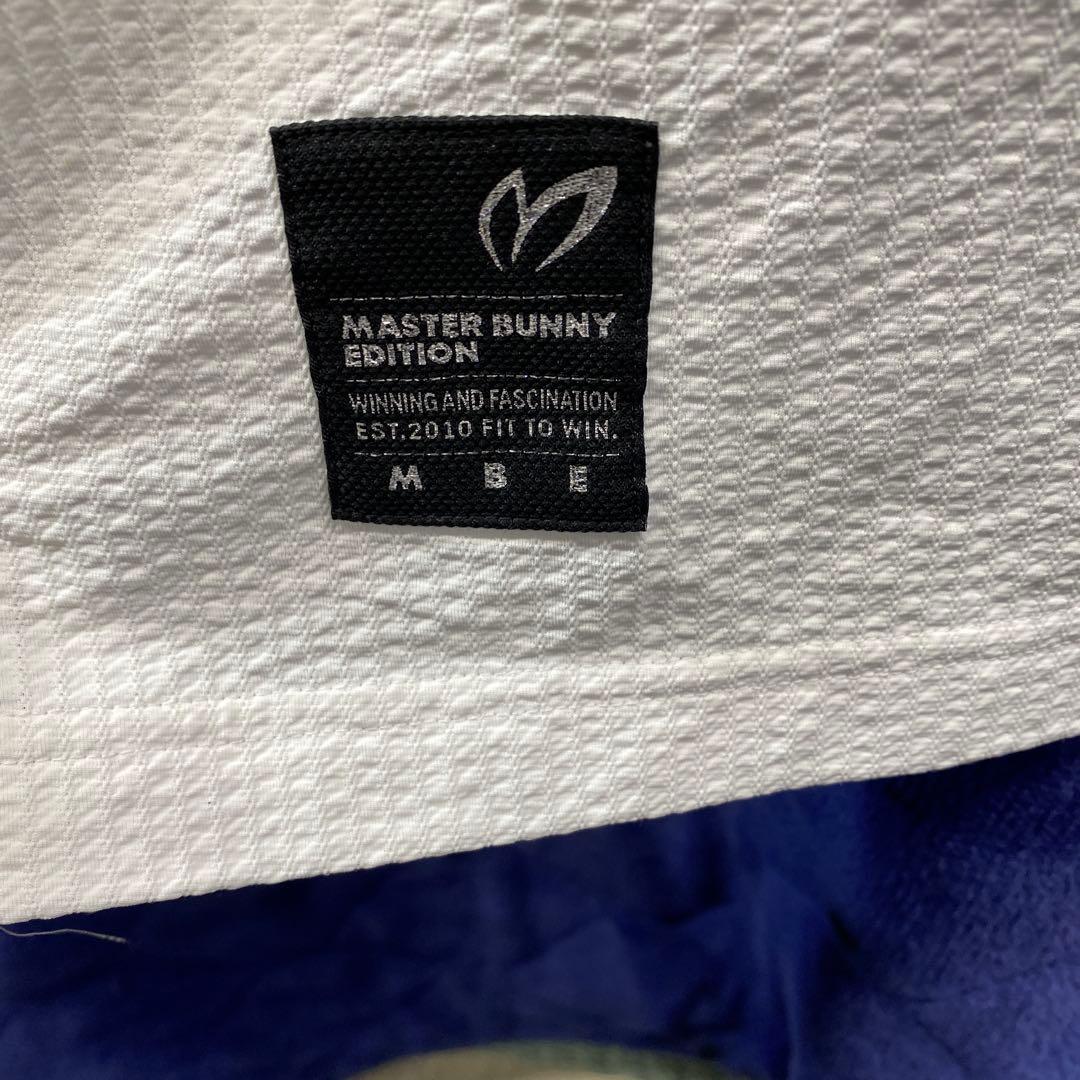 MASTER BUNNY
EDITION
WINNING AND FASCINATION
EST.2010 FIT TO WIN.
M B E